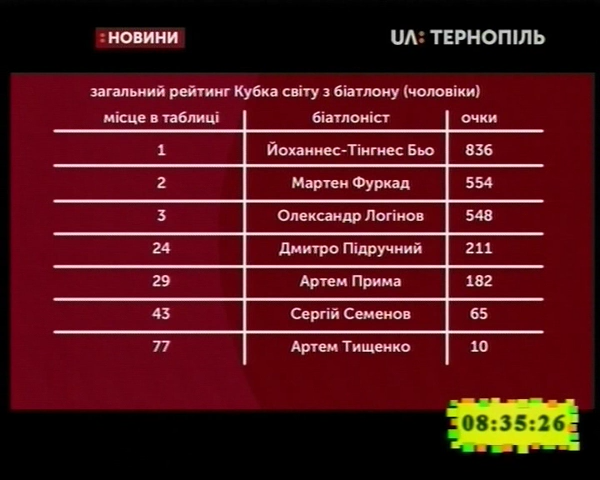 :НОВИНИ
UA: ТЕРНОПІЛЬ
загальний рейтинг Кубка світу з біатлону (чоловіки)
місце в таблиці біатлоніст очки
1 Йоханнес-Тінгнес Бьо 836
2 Мартен Фуркад 554
3 Олександр Логінов 548
24 Дмитро Підручний 211
29 Артем Прима 182
43 Сергій Семенов 65
77 Артем Тищенко 10
08:35:26